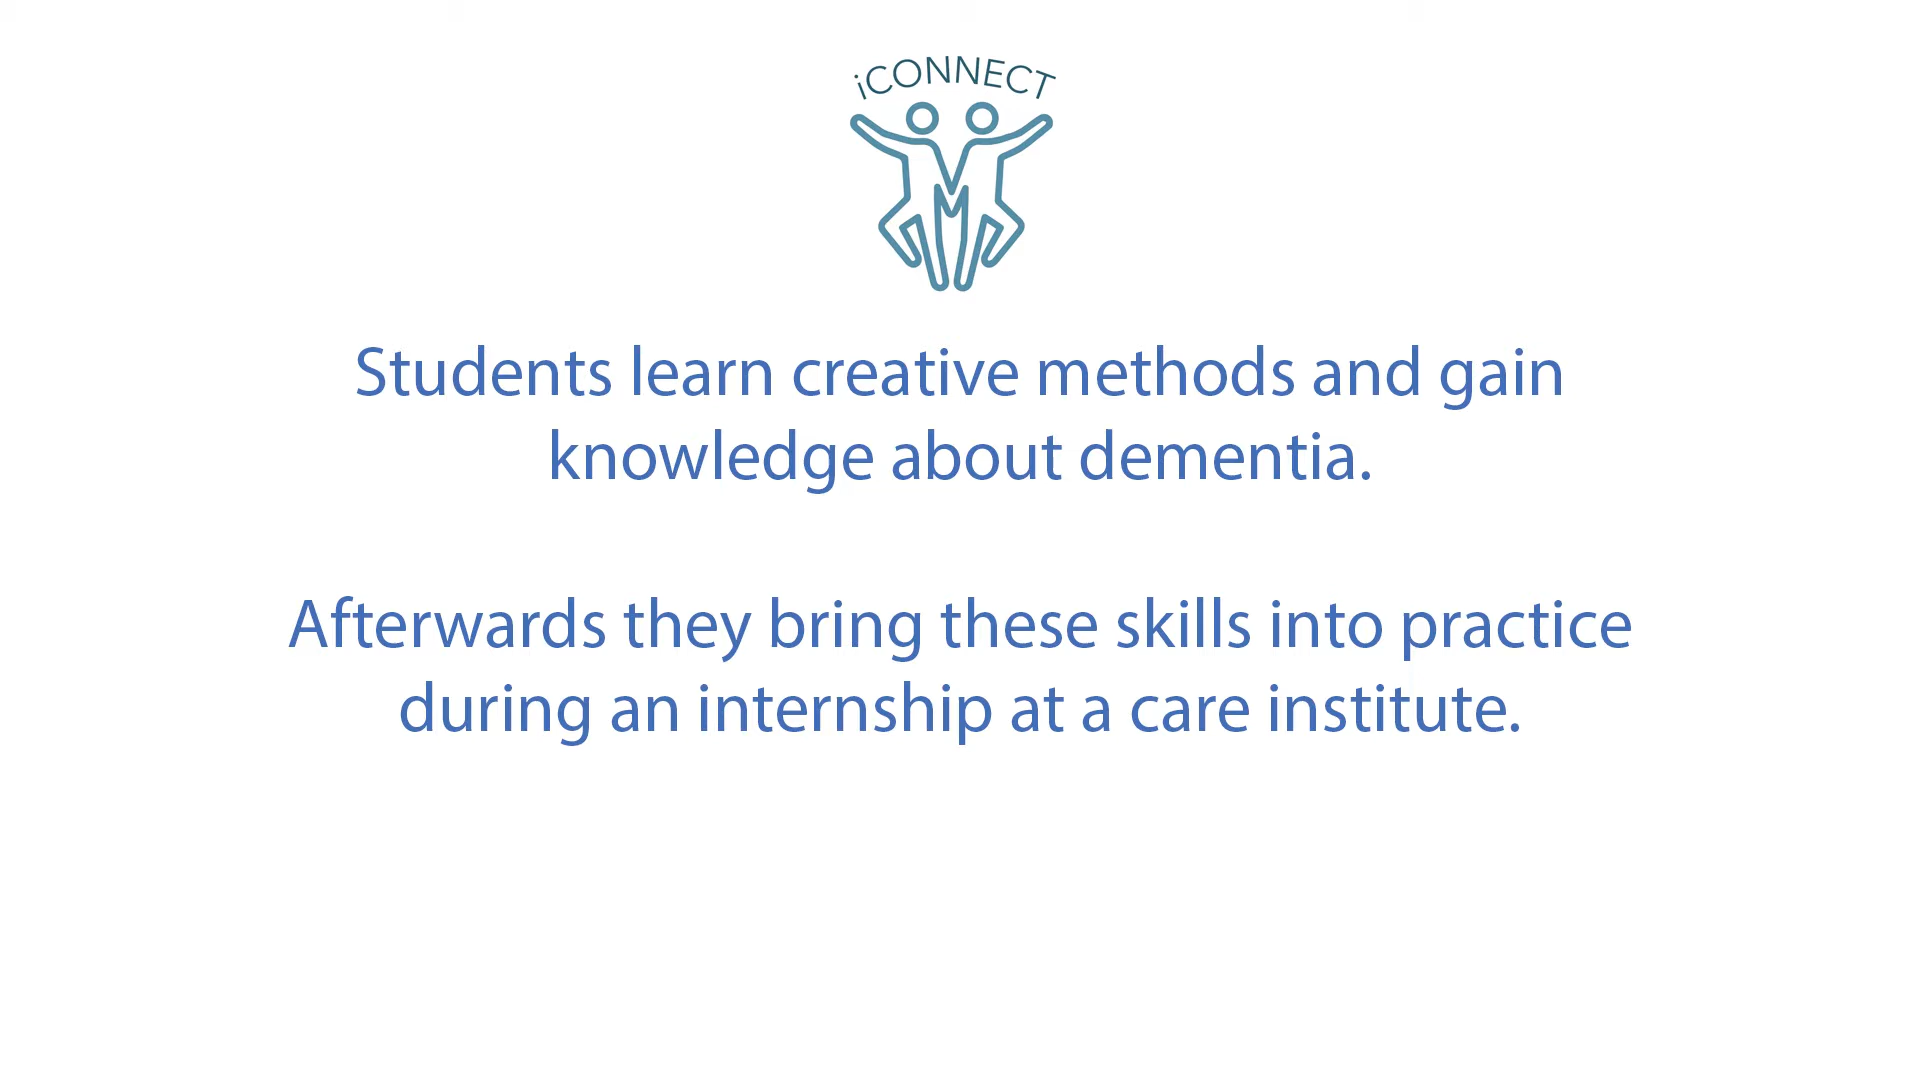 iCONNECT
Students learn creative methods and gain
knowledge about dementia.
Afterwards they bring these skills into practice
during an internship at a care institute.